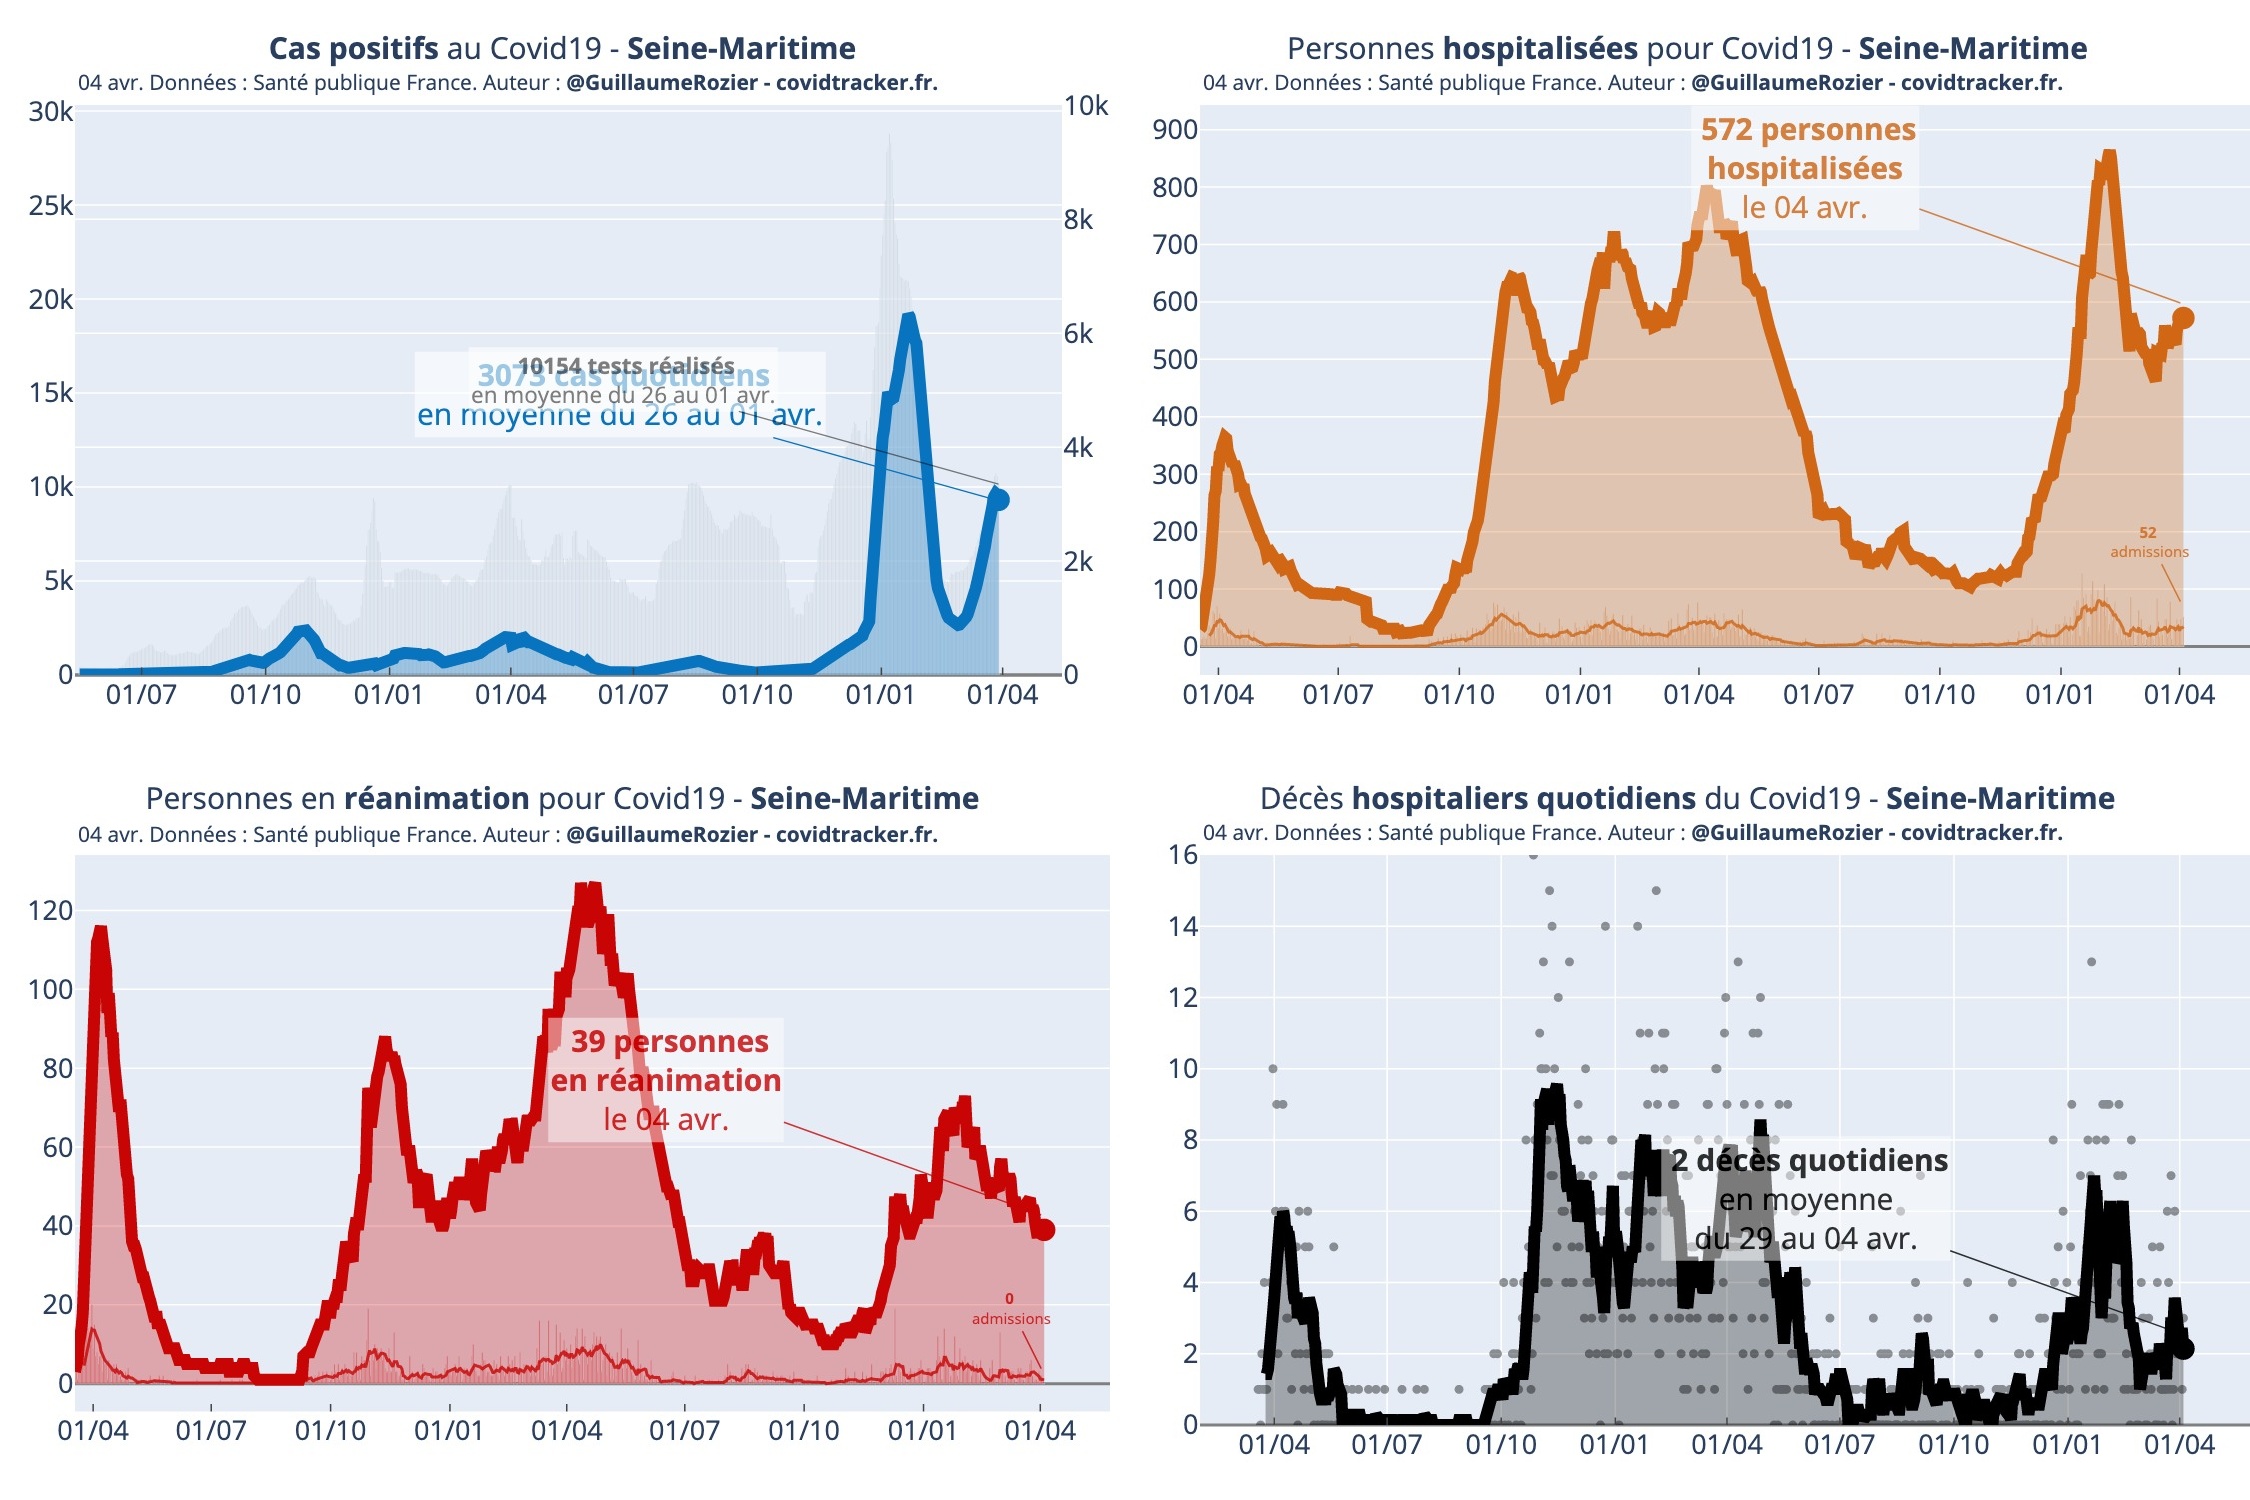 Cas positifs au Covid19 - Seine-Maritime
04 avr. Données : Santé publique France. Auteur : @GuillaumeRozier - covidtracker.fr.
30k
25k
20k
15k
10k
5k
0
10k
8k
6k
4k
2k
0
10154 tests réalisés
en moyenne du 26 au 01 avr.
3073 cas quotidiens
en moyenne du 26 au 01 avr.
01/07 01/10 01/01 01/04 01/07 01/10 01/01 01/04
Personnes hospitalisées pour Covid19 - Seine-Maritime
04 avr. Données : Santé publique France. Auteur : @GuillaumeRozier - covidtracker.fr.
900
800
700
600
500
400
300
200
100
0
572 personnes
hospitalisées
le 04 avr.
52
admissions
01/04 01/07 01/10 01/01 01/04 01/07 01/10 01/01 01/04
Personnes en réanimation pour Covid19 - Seine-Maritime
04 avr. Données : Santé publique France. Auteur : @GuillaumeRozier - covidtracker.fr.
120
100
80
60
40
20
0
39 personnes
en réanimation
le 04 avr.
0
admissions
01/04 01/07 01/10 01/01 01/04 01/07 01/10 01/01 01/04
Décès hospitaliers quotidiens du Covid19 - Seine-Maritime
04 avr. Données : Santé publique France. Auteur : @GuillaumeRozier - covidtracker.fr.
16
14
12
10
8
6
4
2
0
2 décès quotidiens
en moyenne
du 29 au 04 avr.
01/04 01/07 01/10 01/01 01/04 01/07 01/10 01/01 01/04